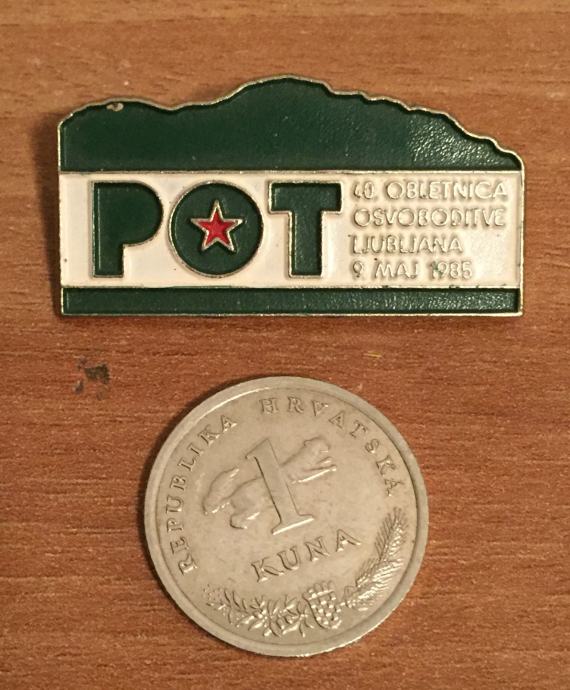 POT
40. OBLETNICA
OSVOBODITVE
LJUBLJANA
9 MAJ 1985
REPUBLIKA HRVATSKA
1
KUNA